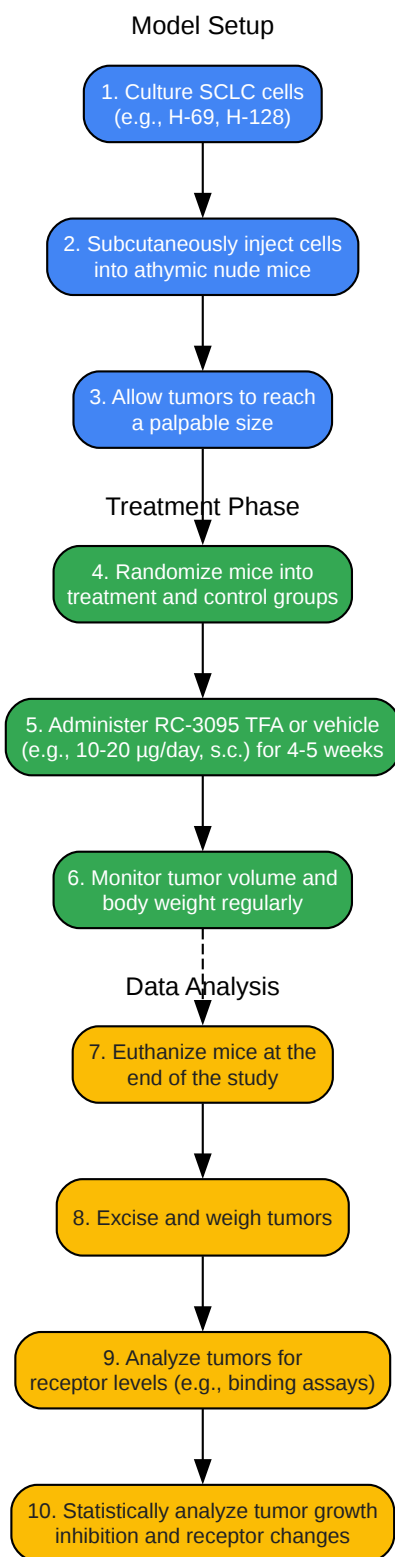 Model Setup
1. Culture SCLC cells
(e.g., H-69, H-128)
2. Subcutaneously inject cells
into athymic nude mice
3. Allow tumors to reach
a palpable size
Treatment Phase
4. Randomize mice into
treatment and control groups
5. Administer RC-3095 TFA or vehicle
(e.g., 10-20 µg/day, s.c.) for 4-5 weeks
6. Monitor tumor volume and
body weight regularly
Data Analysis
7. Euthanize mice at the
end of the study
8. Excise and weigh tumors
9. Analyze tumors for
receptor levels (e.g., binding assays)
10. Statistically analyze tumor growth
inhibition and receptor changes